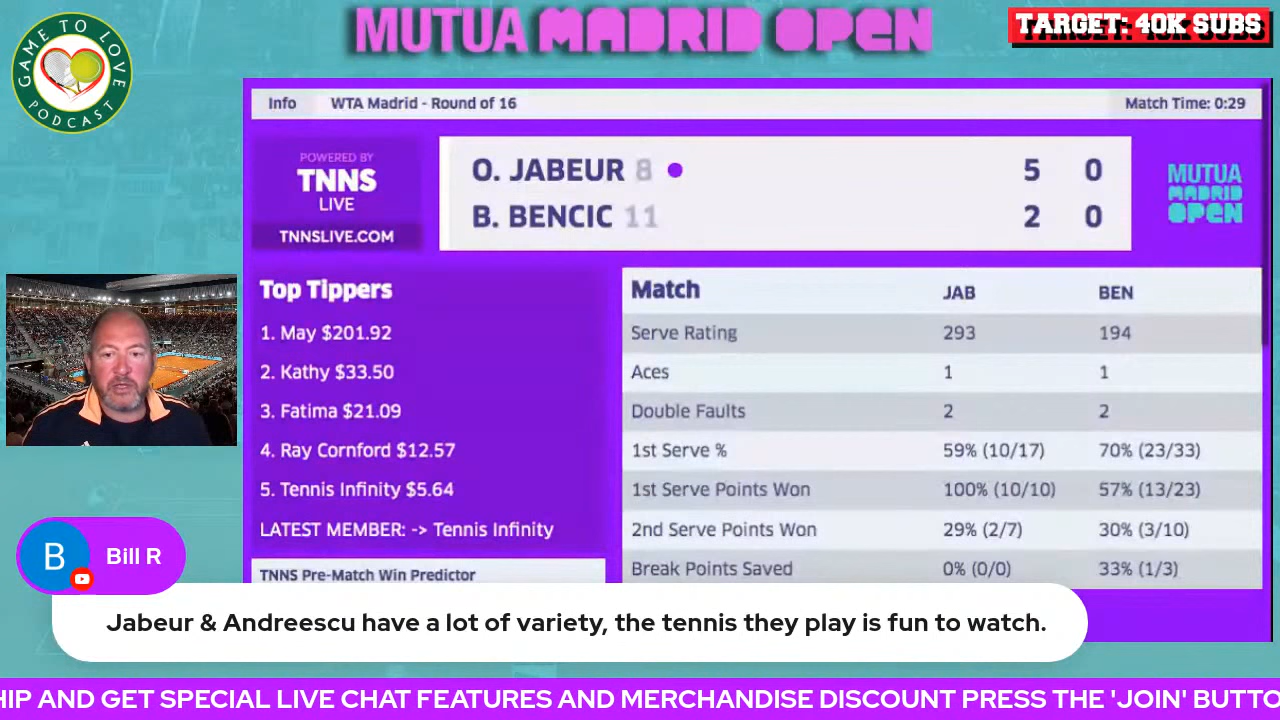 GAME TO LOVE PODCAST
MUTUA MADRID OPEN
TARGET: 40K SUBS
Info WTA Madrid - Round of 16 Match Time: 0:29
POWERED BY
TNNS
LIVE
TNNSLIVE.COM
O. JABEUR 8 5 0
B. BENCIC 11 2 0
MUTUA
MADRID
OPEN
Top Tippers
1. May $201.92
2. Kathy $33.50
3. Fatima $21.09
4. Ray Cornford $12.57
5. Tennis Infinity $5.64
LATEST MEMBER: -> Tennis Infinity
TNNS Pre-Match Win Predictor
Match JAB BEN
Serve Rating 293 194
Aces 1 1
Double Faults 2 2
1st Serve % 59% (10/17) 70% (23/33)
1st Serve Points Won 100% (10/10) 57% (13/23)
2nd Serve Points Won 29% (2/7) 30% (3/10)
Break Points Saved 0% (0/0) 33% (1/3)
B Bill R
Jabeur & Andreescu have a lot of variety, the tennis they play is fun to watch.
HIP AND GET SPECIAL LIVE CHAT FEATURES AND MERCHANDISE DISCOUNT PRESS THE 'JOIN' BUTTO